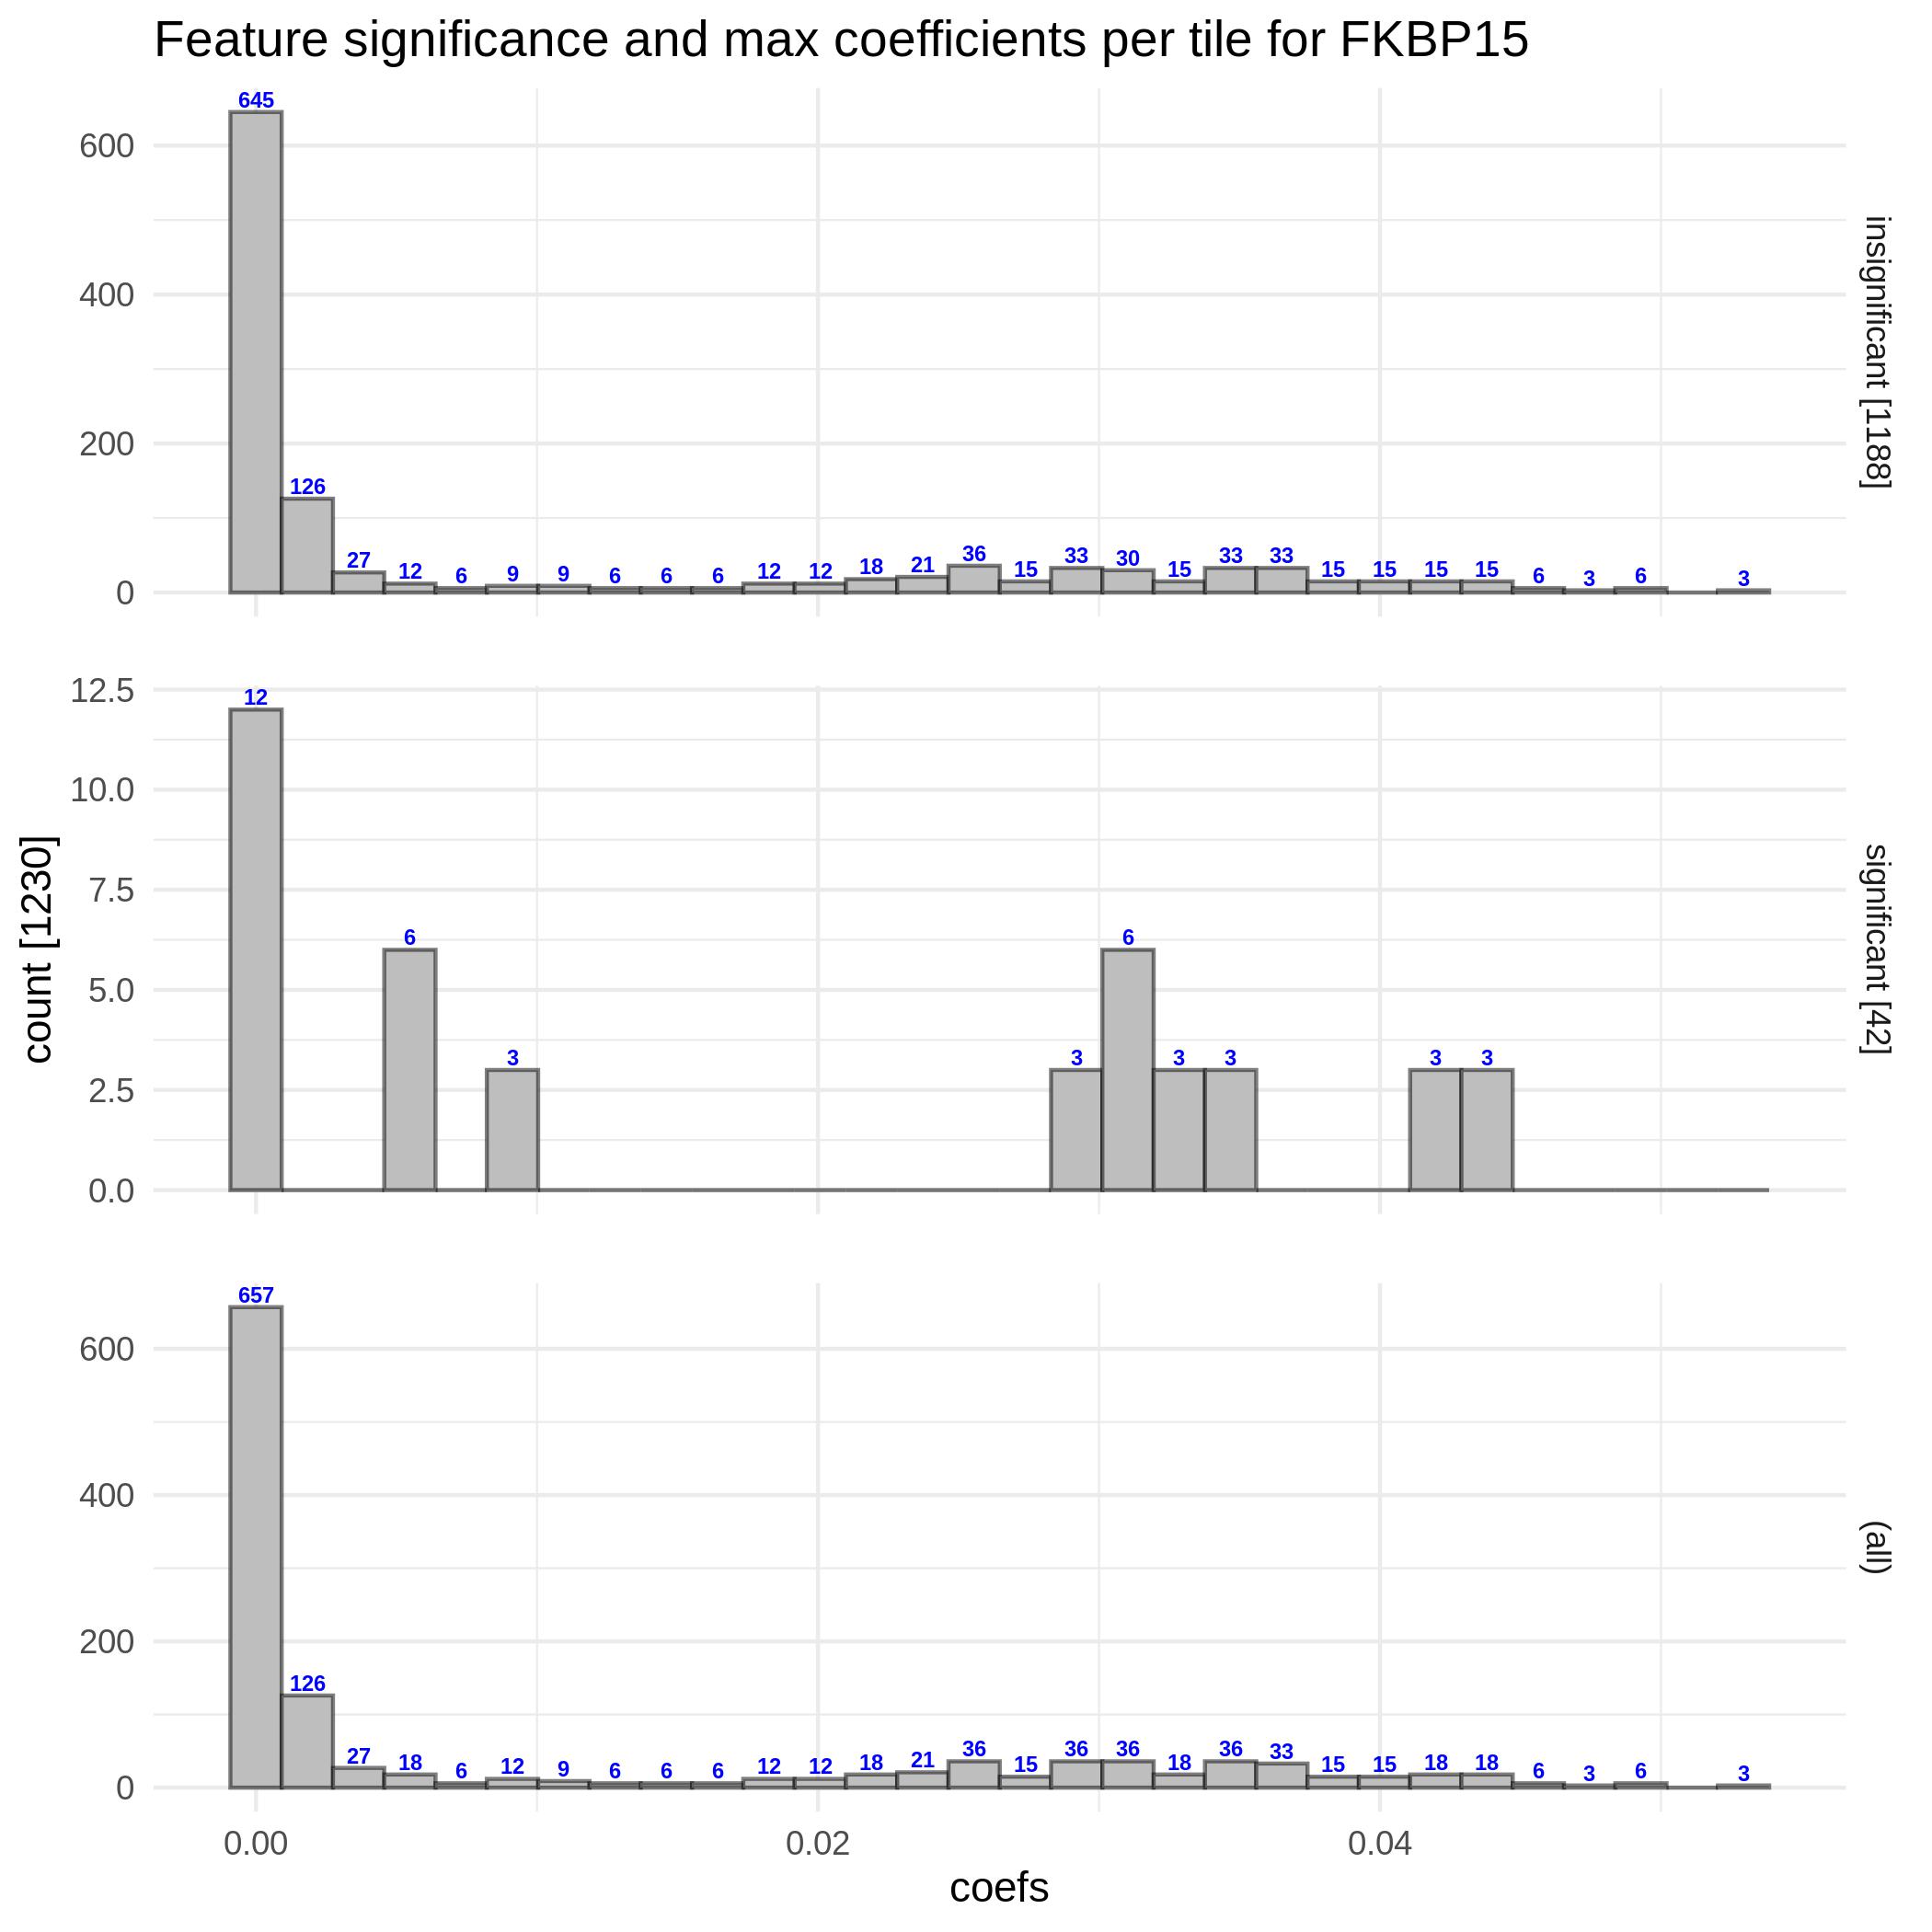 Feature significance and max coefficients per tile for FKBP15
645
600
400
200
0
126
27 12 6 9 9 6 6 6 12 12 18 21 36 15 33 30 15 33 33 15 15 15 15 6 3 6 3
insignificant [1188]
12.5
10.0
7.5
5.0
2.5
0.0
12
6 3 3 6 3 3 3 3
significant [42]
count [1230]
657
600
400
200
0
126
27 18 6 12 9 6 6 6 12 12 18 21 36 15 36 36 18 36 33 15 15 18 18 6 3 6 3
(all)
0.00 0.02 0.04
coefs